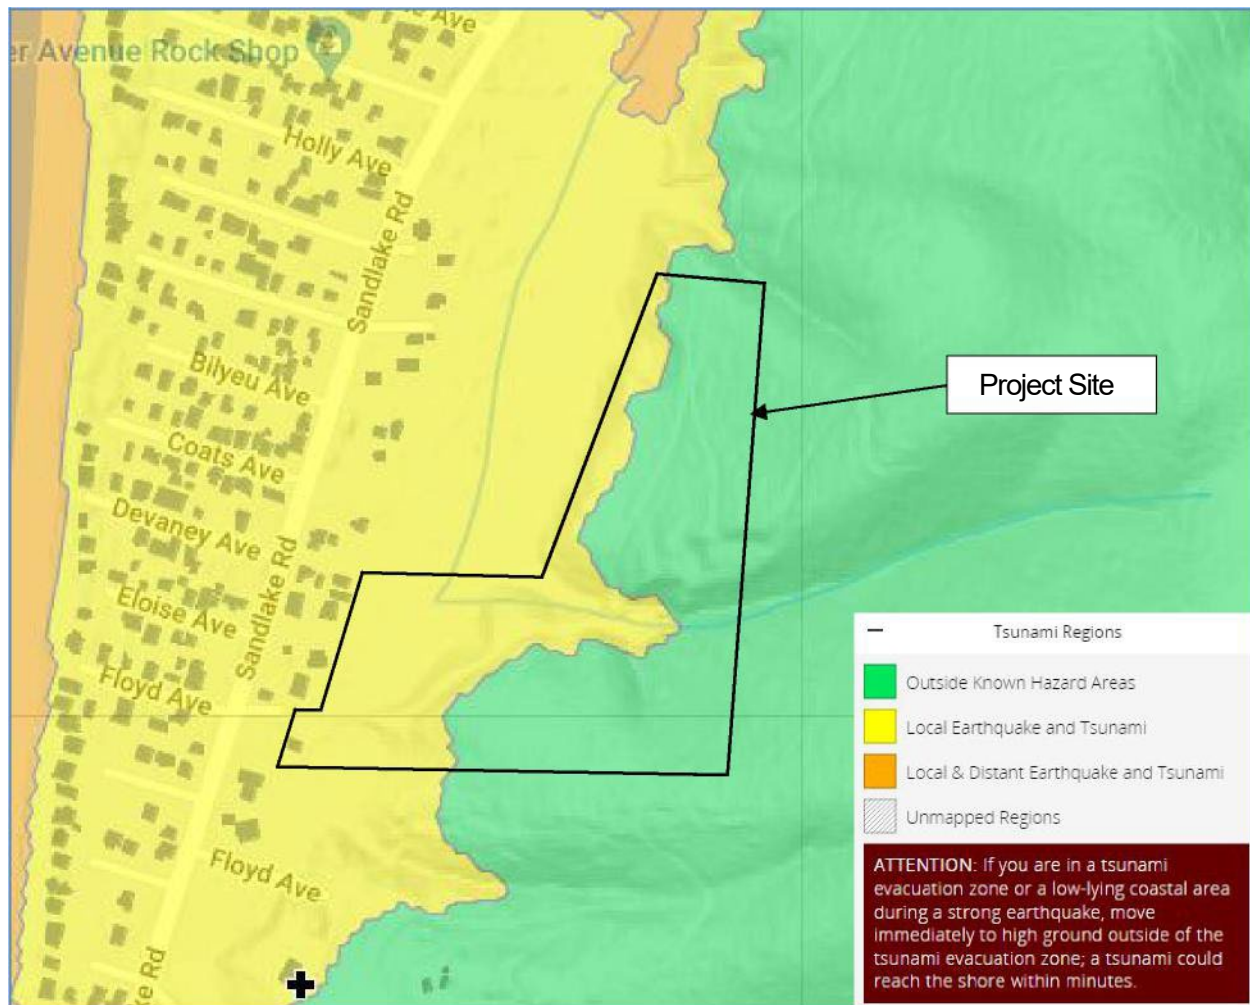 Ave
er Avenue Rock Shop
Holly Ave
Sandlake Rd
Bilyeu Ave
Coats Ave
Devaney Ave
Eloise Ave
Sandlake Rd
Floyd Ave
Floyd Ave
Rd
Project Site
Tsunami Regions
Outside Known Hazard Areas
Local Earthquake and Tsunami
Local & Distant Earthquake and Tsunami
Unmapped Regions
ATTENTION: If you are in a tsunami
evacuation zone or a low-lying coastal area
during a strong earthquake, move
immediately to high ground outside of the
tsunami evacuation zone; a tsunami could
reach the shore within minutes.